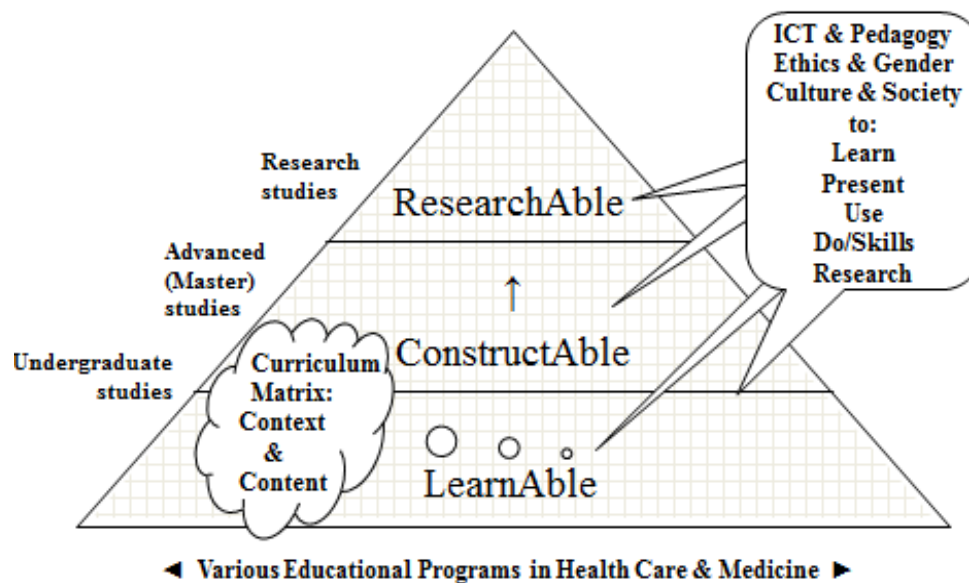 ICT & Pedagogy
Ethics & Gender
Culture & Society
to:
Learn
Present
Use
Do/Skills
Research
Research
studies
ResearchAble
Advanced
(Master)
studies
↑
ConstructAble
Undergraduate
studies
Curriculum
Matrix:
Context
&
Content
LearnAble
◄ Various Educational Programs in Health Care & Medicine ►